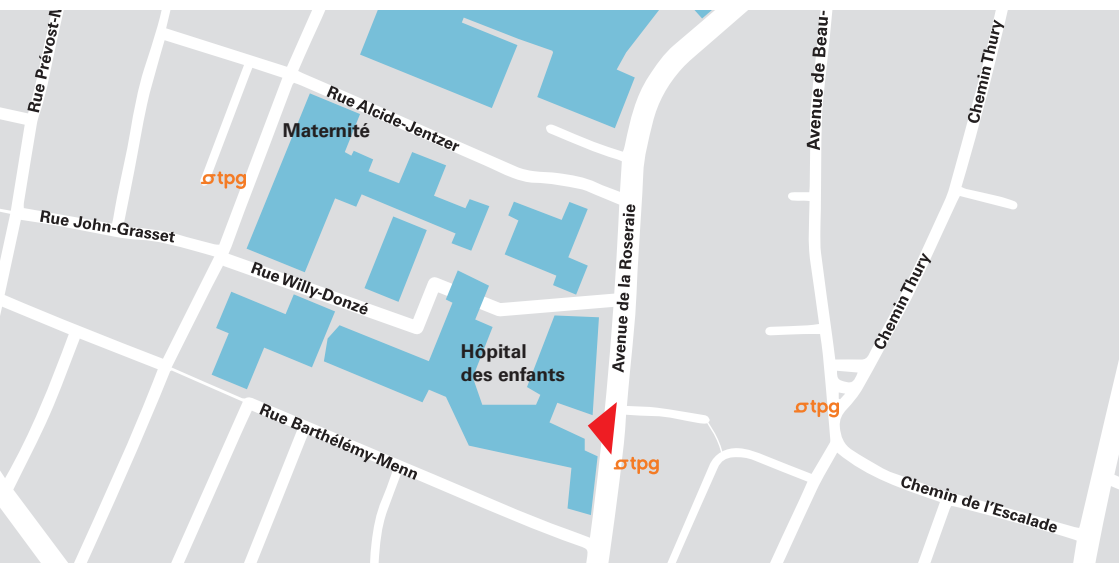 Rue Prévost-M
Rue Alcide-Jentzer
Maternité
tpg
Rue John-Grasset
Rue Willy-Donzé
Hôpital
des enfants
Rue Barthélémy-Menn
Avenue de la Roseraie
tpg
Avenue de Beau-
Chemin Thury
Chemin Thury
tpg
Chemin de l'Escalade